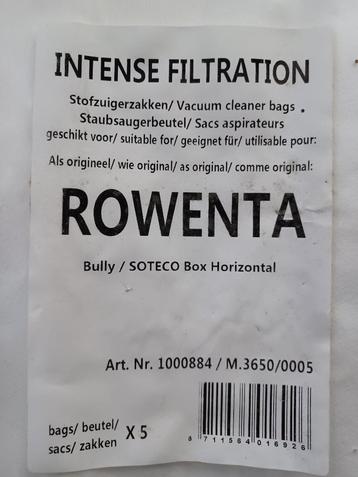 INTENSE FILTRATION
Stofzuigerzakken/ Vacuum cleaner bags .
Staubsaugerbeutel/ Sacs aspirateurs
geschikt voor/ suitable for/ geeignet für/ utilisable pour:
Als origineel/ wie original/ as original/ comme original:
ROWENTA
Bully / SOTECO Box Horizontal
Art. Nr. 1000884 / M.3650/0005
bags/ beutel/
sacs/ zakken X 5
8 711564 016926